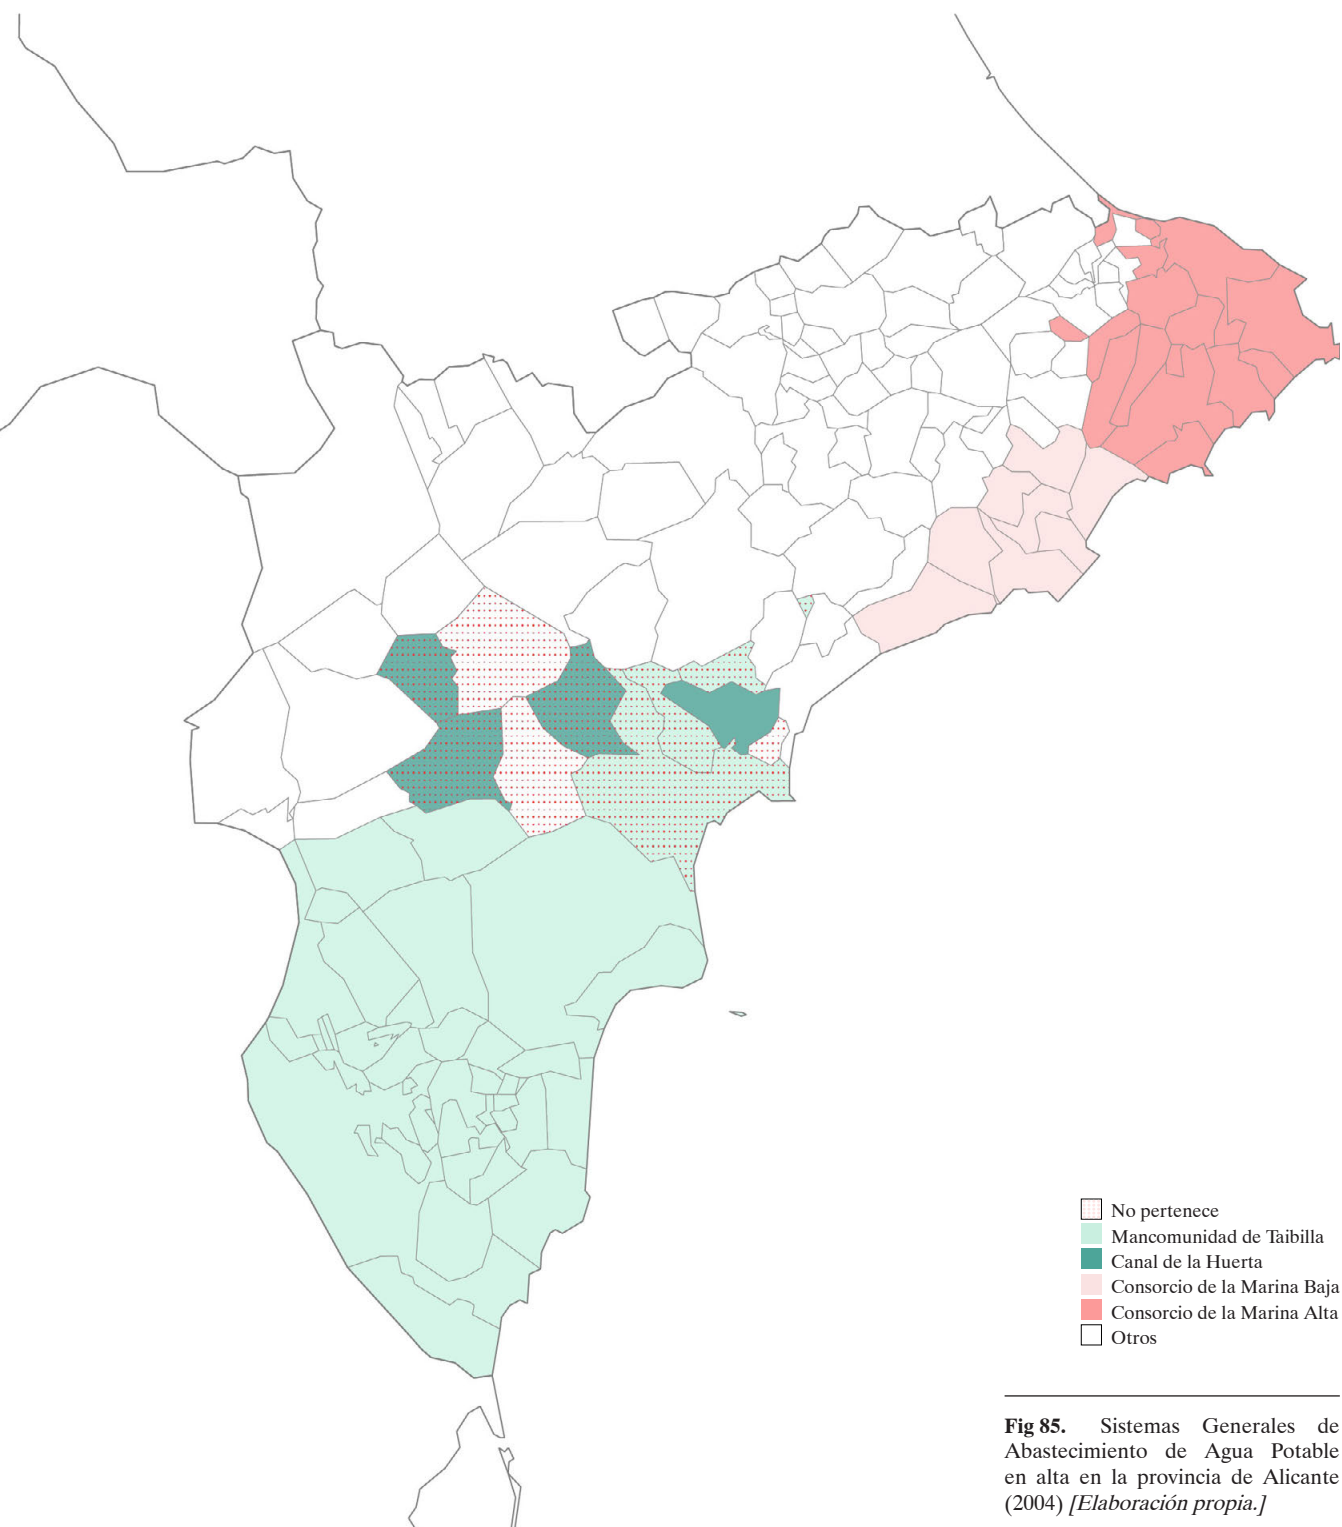 No pertenece
Mancomunidad de Taibilla
Canal de la Huerta
Consorcio de la Marina Baja
Consorcio de la Marina Alta
Otros
Fig 85. Sistemas Generales de
Abastecimiento de Agua Potable
en alta en la provincia de Alicante
(2004) [Elaboración propia.]